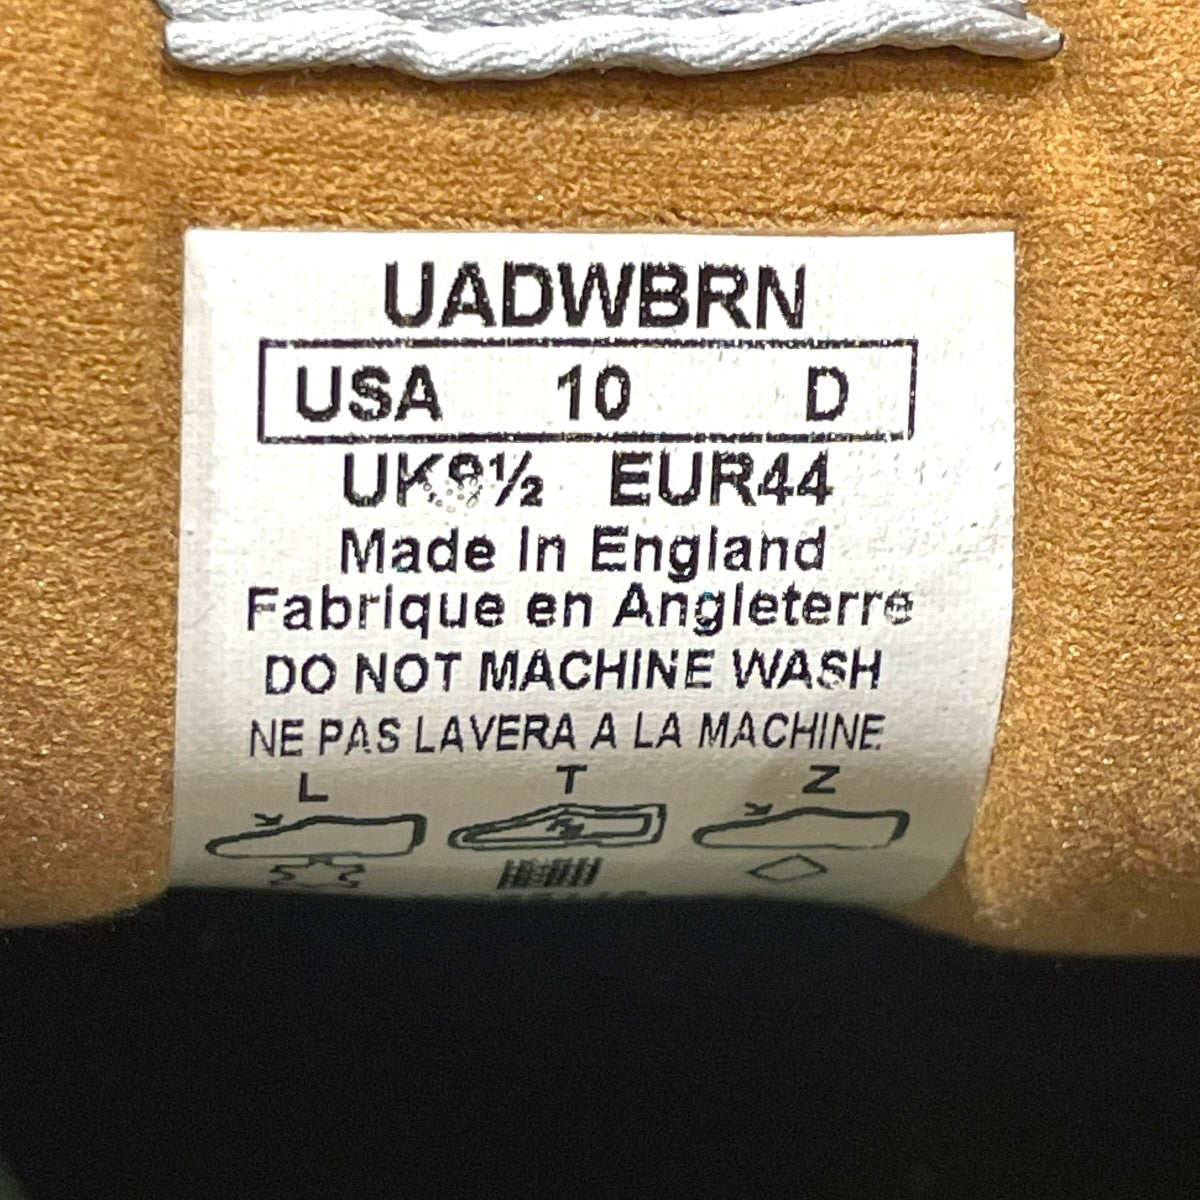 UADWBRN
USA 10 D
UK9½ EUR44
Made In England
Fabrique en Angleterre
DO NOT MACHINE WASH
NE PAS LAVERA A LA MACHINE
L T Z